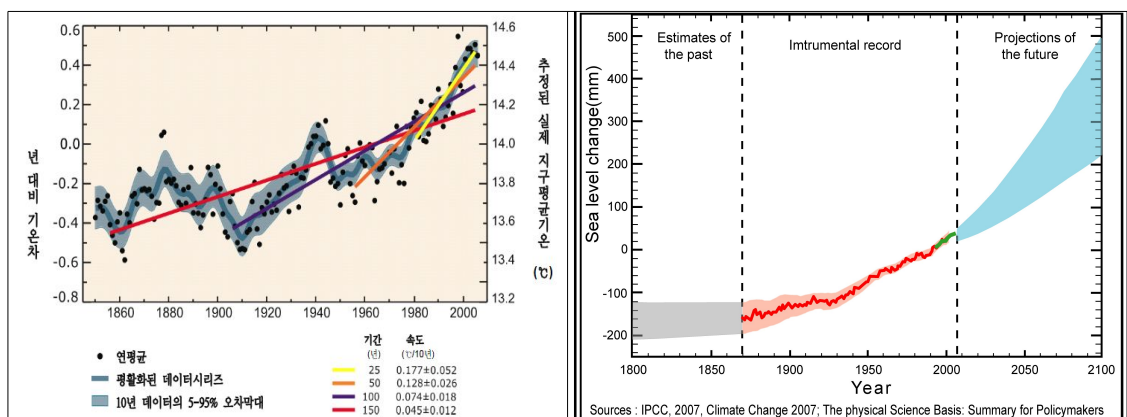 0.6
0.4
0.2
0.0
-0.2
-0.4
-0.6
-0.8
년 대비 기온차
14.6
14.4
14.2
14.0
13.8
13.6
13.4
13.2
추정된 실제 지구평균기온 (℃)
1860 1880 1900 1920 1940 1960 1980 2000
연평균
평활화된 데이터시리즈
10년 데이터의 5-95% 오차막대
기간 속도
(년) (℃/10년)
25 0.177±0.052
50 0.128±0.026
100 0.074±0.018
150 0.045±0.012
Estimates of
the past
Imtrumental record
Projections of
the future
Sea level change(mm)
500
400
300
200
100
0
-100
-200
1800 1850 1900 1950 2000 2050 2100
Year
Sources : IPCC, 2007, Climate Change 2007; The physical Science Basis: Summary for Policymakers